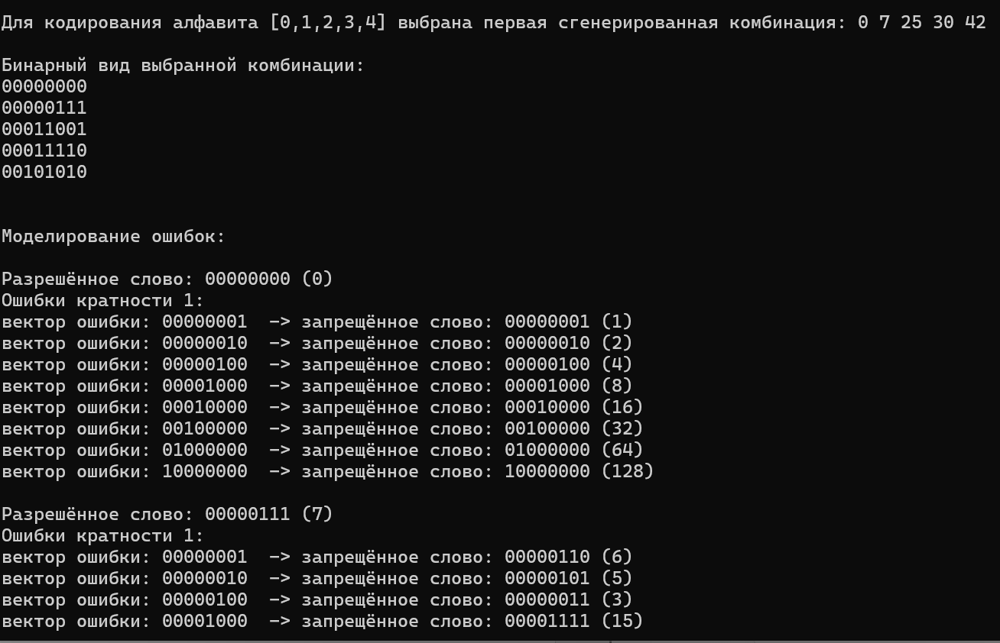 Для кодирования алфавита [0,1,2,3,4] выбрана первая сгенерированная комбинация: 0 7 25 30 42
Бинарный вид выбранной комбинации:
00000000
00000111
00011001
00011110
00101010
Моделирование ошибок:
Разрешённое слово: 00000000 (0)
Ошибки кратности 1:
вектор ошибки: 00000001  -> запрещённое слово: 00000001 (1)
вектор ошибки: 00000010  -> запрещённое слово: 00000010 (2)
вектор ошибки: 00000100  -> запрещённое слово: 00000100 (4)
вектор ошибки: 00001000  -> запрещённое слово: 00001000 (8)
вектор ошибки: 00010000  -> запрещённое слово: 00010000 (16)
вектор ошибки: 00100000  -> запрещённое слово: 00100000 (32)
вектор ошибки: 01000000  -> запрещённое слово: 01000000 (64)
вектор ошибки: 10000000  -> запрещённое слово: 10000000 (128)
Разрешённое слово: 00000111 (7)
Ошибки кратности 1:
вектор ошибки: 00000001  -> запрещённое слово: 00000110 (6)
вектор ошибки: 00000010  -> запрещённое слово: 00000101 (5)
вектор ошибки: 00000100  -> запрещённое слово: 00000011 (3)
вектор ошибки: 00001000  -> запрещённое слово: 00001111 (15)